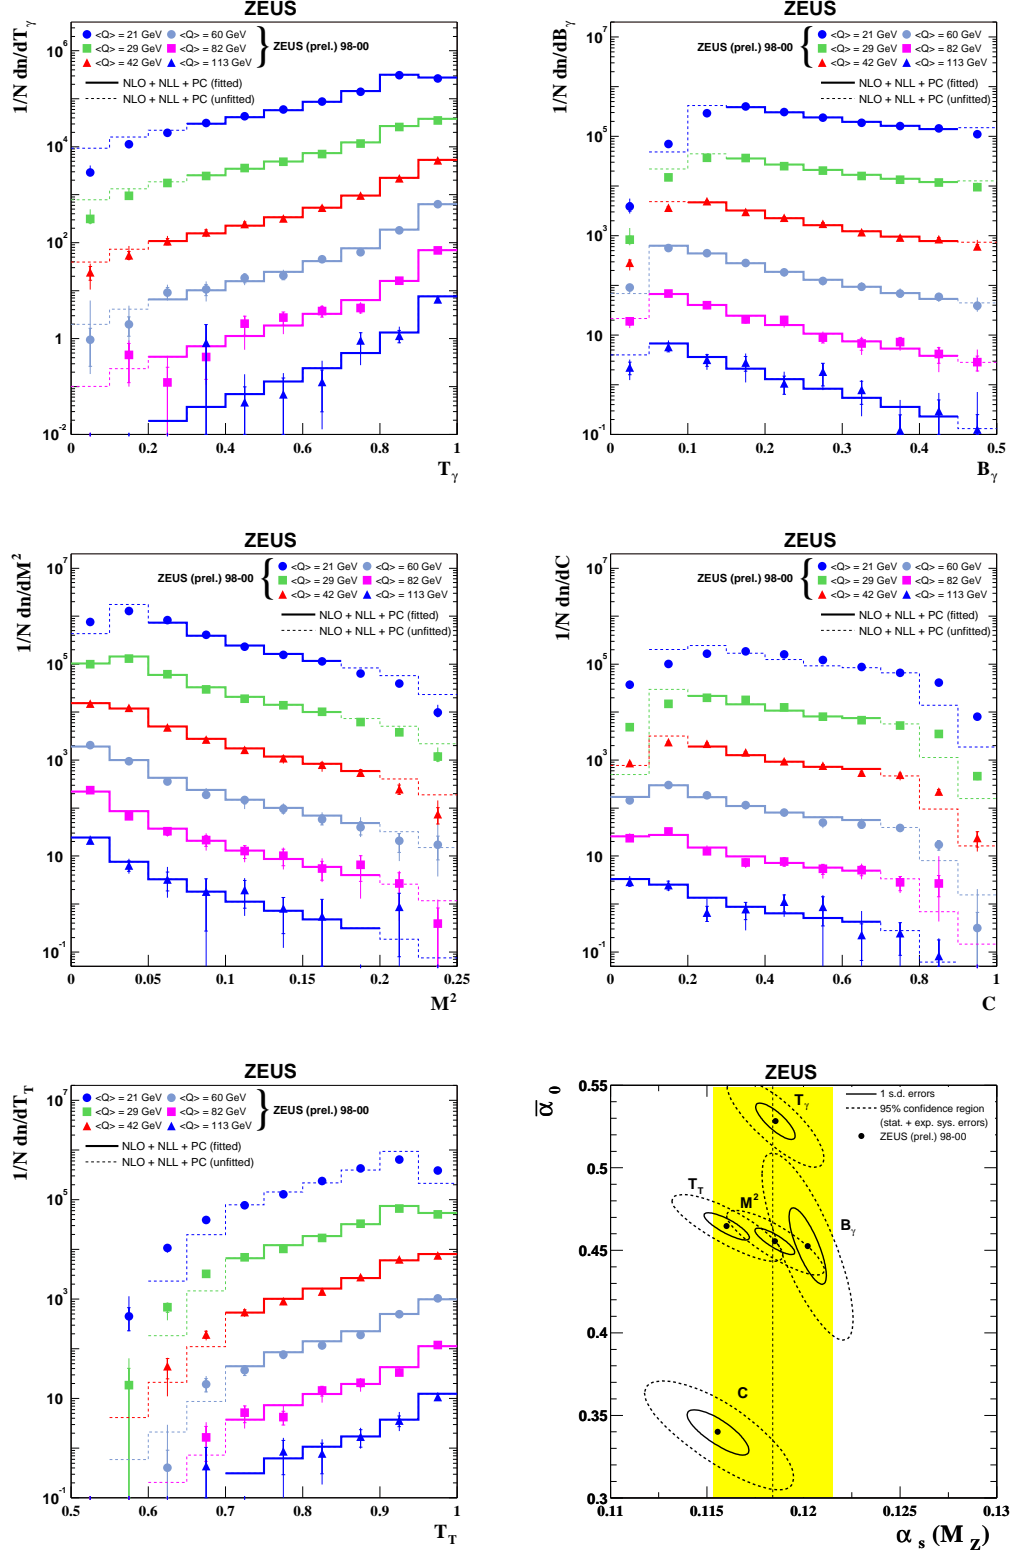 ZEUS
1/N dn/dTγ
<Q> = 21 GeV
<Q> = 60 GeV
<Q> = 29 GeV
<Q> = 82 GeV
<Q> = 42 GeV
<Q> = 113 GeV
ZEUS (prel.) 98-00
NLO + NLL + PC (fitted)
NLO + NLL + PC (unfitted)
10^6
10^4
10^2
1
10^-2
0 0.2 0.4 0.6 0.8 1
Tγ
ZEUS
1/N dn/dBγ
ZEUS (prel.) 98-00
<Q> = 21 GeV
<Q> = 60 GeV
<Q> = 29 GeV
<Q> = 82 GeV
<Q> = 42 GeV
<Q> = 113 GeV
NLO + NLL + PC (fitted)
NLO + NLL + PC (unfitted)
10^7
10^5
10^3
10
10^-1
0 0.1 0.2 0.3 0.4 0.5
Bγ
ZEUS
1/N dn/dM^2
ZEUS (prel.) 98-00
<Q> = 21 GeV
<Q> = 60 GeV
<Q> = 29 GeV
<Q> = 82 GeV
<Q> = 42 GeV
<Q> = 113 GeV
NLO + NLL + PC (fitted)
NLO + NLL + PC (unfitted)
10^7
10^5
10^3
10
10^-1
0 0.05 0.1 0.15 0.2 0.25
M^2
ZEUS
1/N dn/dC
ZEUS (prel.) 98-00
<Q> = 21 GeV
<Q> = 60 GeV
<Q> = 29 GeV
<Q> = 82 GeV
<Q> = 42 GeV
<Q> = 113 GeV
NLO + NLL + PC (fitted)
NLO + NLL + PC (unfitted)
10^7
10^5
10^3
10
10^-1
0 0.2 0.4 0.6 0.8 1
C
ZEUS
1/N dn/dT_T
<Q> = 21 GeV
<Q> = 60 GeV
<Q> = 29 GeV
<Q> = 82 GeV
<Q> = 42 GeV
<Q> = 113 GeV
ZEUS (prel.) 98-00
NLO + NLL + PC (fitted)
NLO + NLL + PC (unfitted)
10^7
10^5
10^3
10
10^-1
0.5 0.6 0.7 0.8 0.9 1
T_T
ZEUS
α̅_0
1 s.d. errors
95% confidence region
(stat. + exp. sys. errors)
ZEUS (prel.) 98-00
Tγ
T_T
M^2
Bγ
C
0.55
0.5
0.45
0.4
0.35
0.3
0.11 0.115 0.12 0.125 0.13
α_s (M_Z)